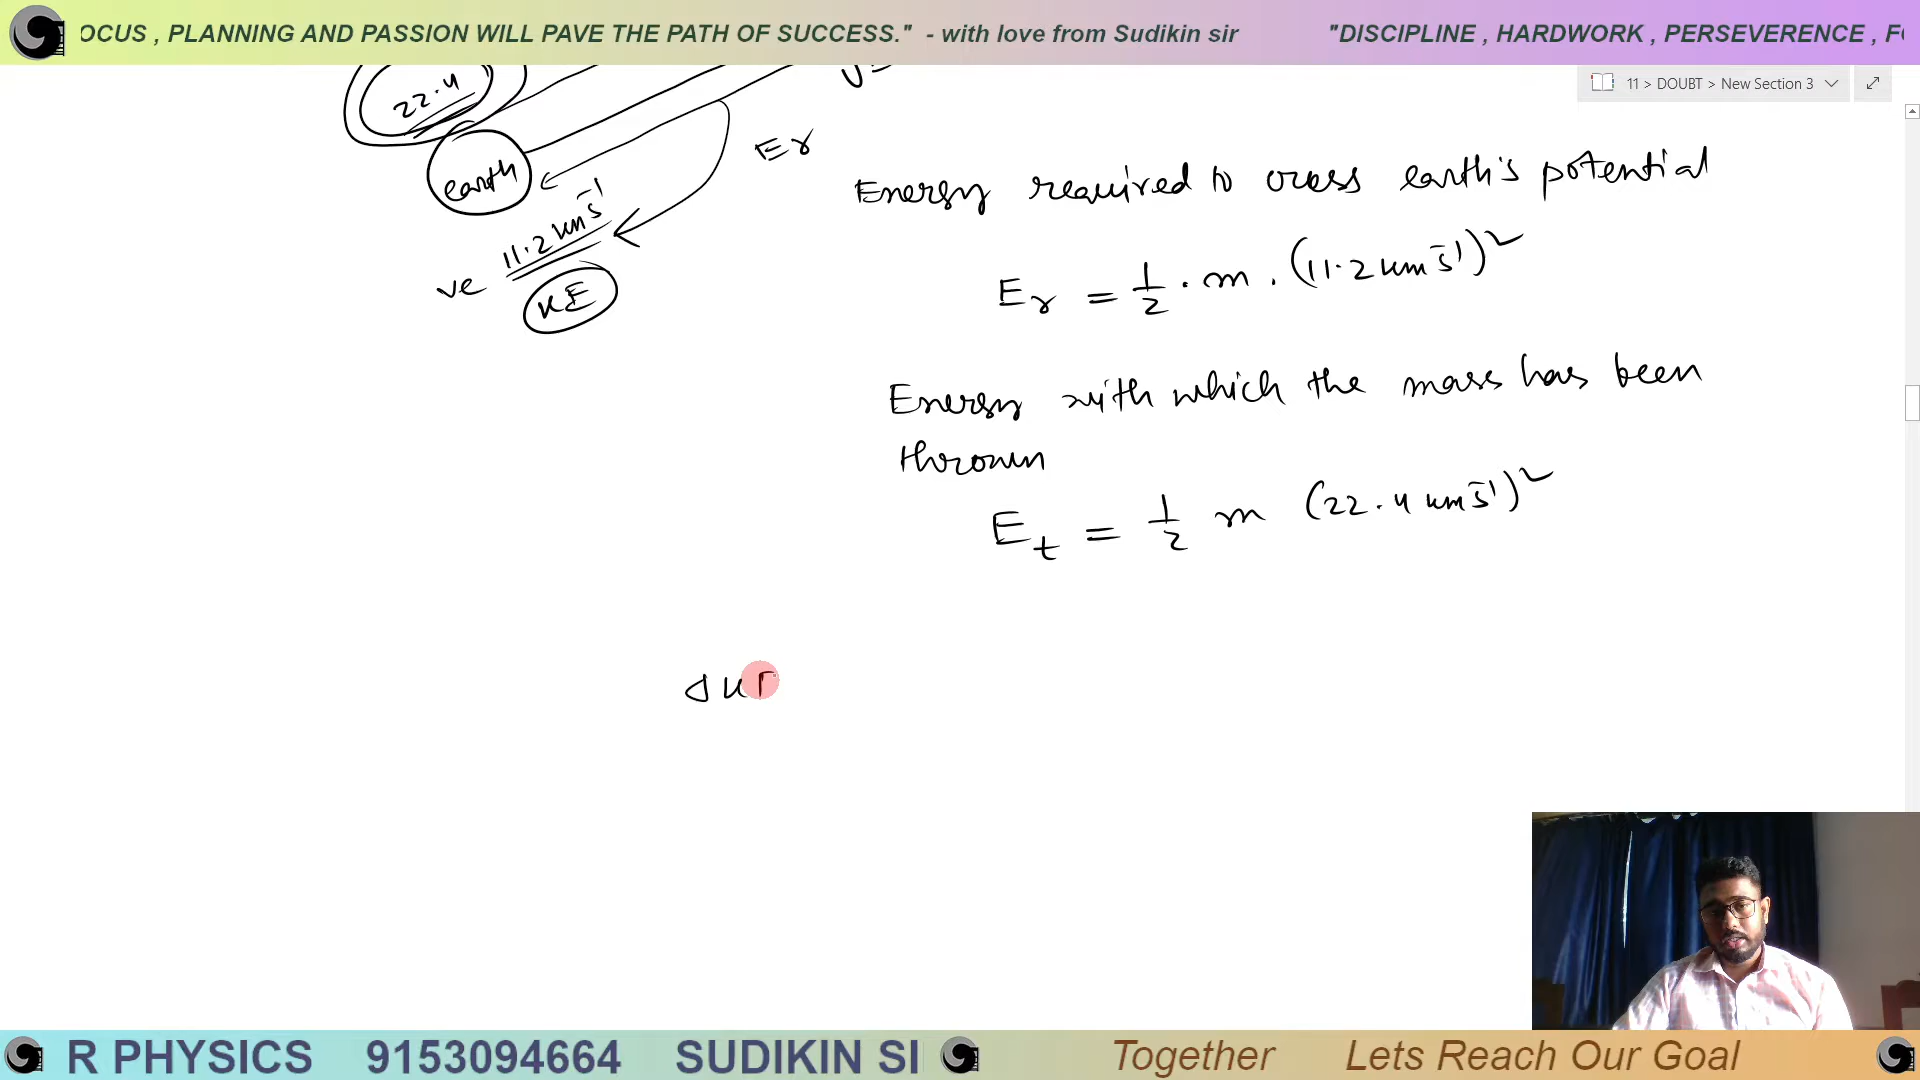 OCUS , PLANNING AND PASSION WILL PAVE THE PATH OF SUCCESS." - with love from Sudikin sir "DISCIPLINE , HARDWORK , PERSEVERENCE , F
11 > DOUBT > New Section 3
22.4
earth
Er
11.2 km s⁻¹
ve
KE
Energy required to cross earth's potential
Er = 1/2 · m · (11.2 km s⁻¹)²
Energy with which the mass has been
thrown
Et = 1/2 m (22.4 km s⁻¹)²
R PHYSICS 9153094664 SUDIKIN SI Together Lets Reach Our Goal